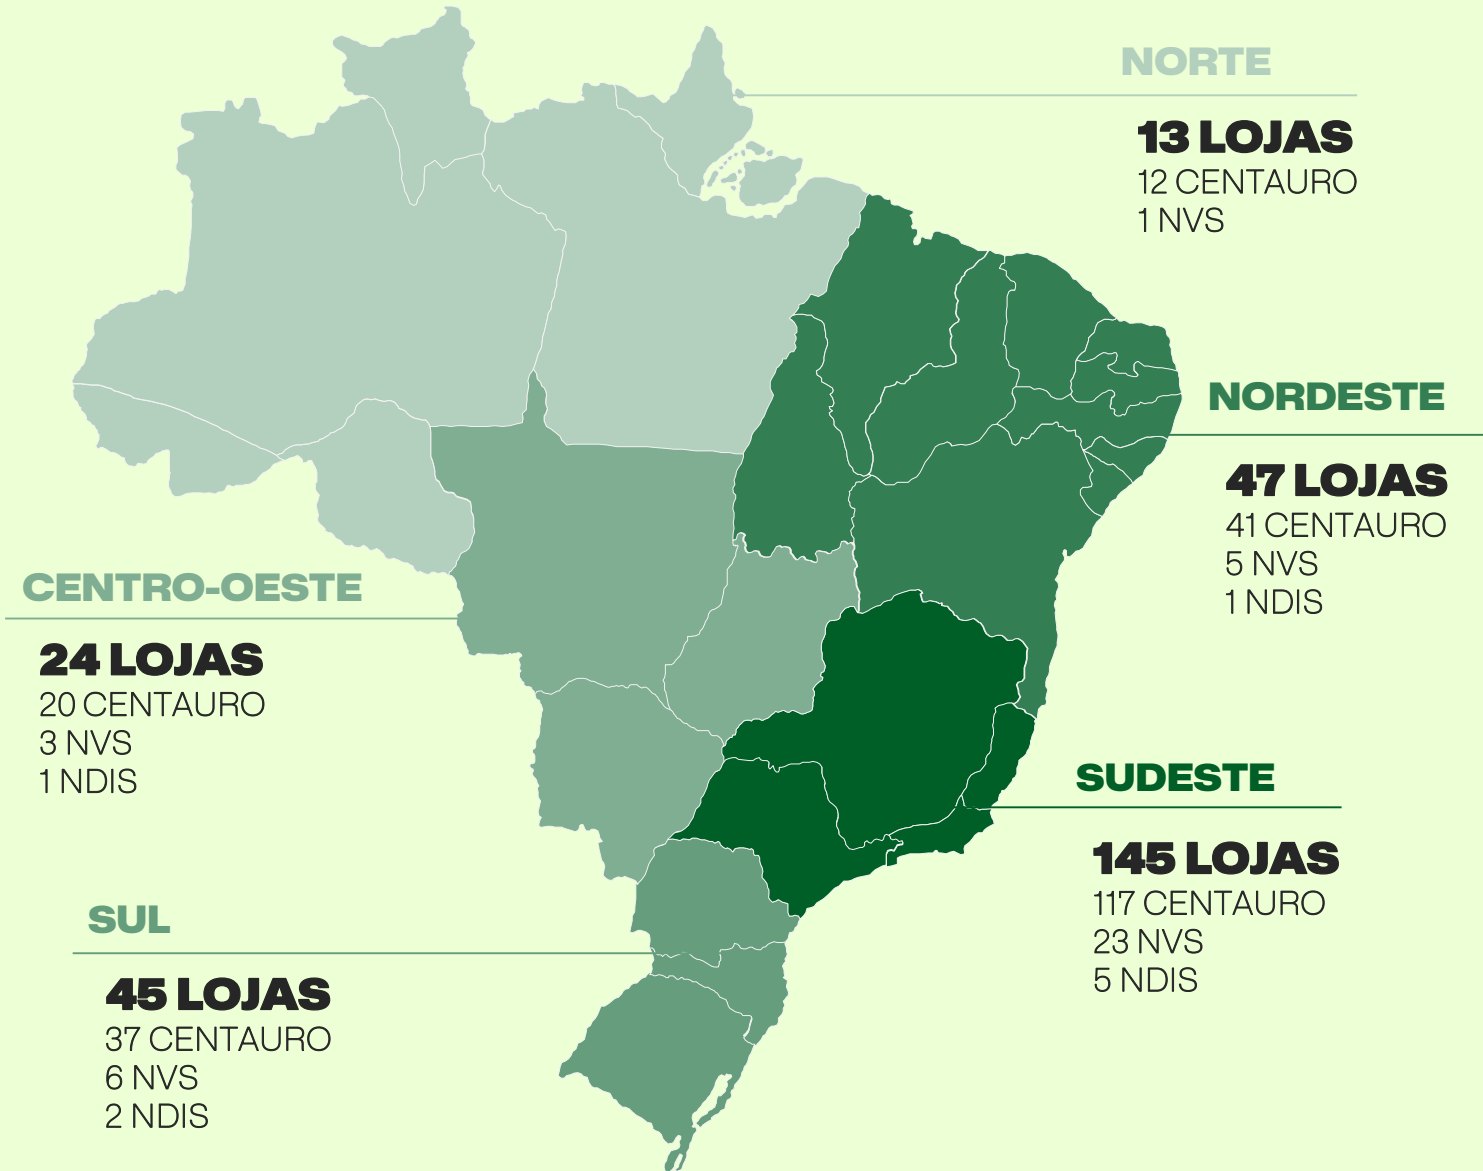 NORTE
13 LOJAS
12 CENTAURO
1 NVS
NORDESTE
47 LOJAS
41 CENTAURO
5 NVS
1 NDIS
CENTRO-OESTE
24 LOJAS
20 CENTAURO
3 NVS
1 NDIS
SUDESTE
145 LOJAS
117 CENTAURO
23 NVS
5 NDIS
SUL
45 LOJAS
37 CENTAURO
6 NVS
2 NDIS